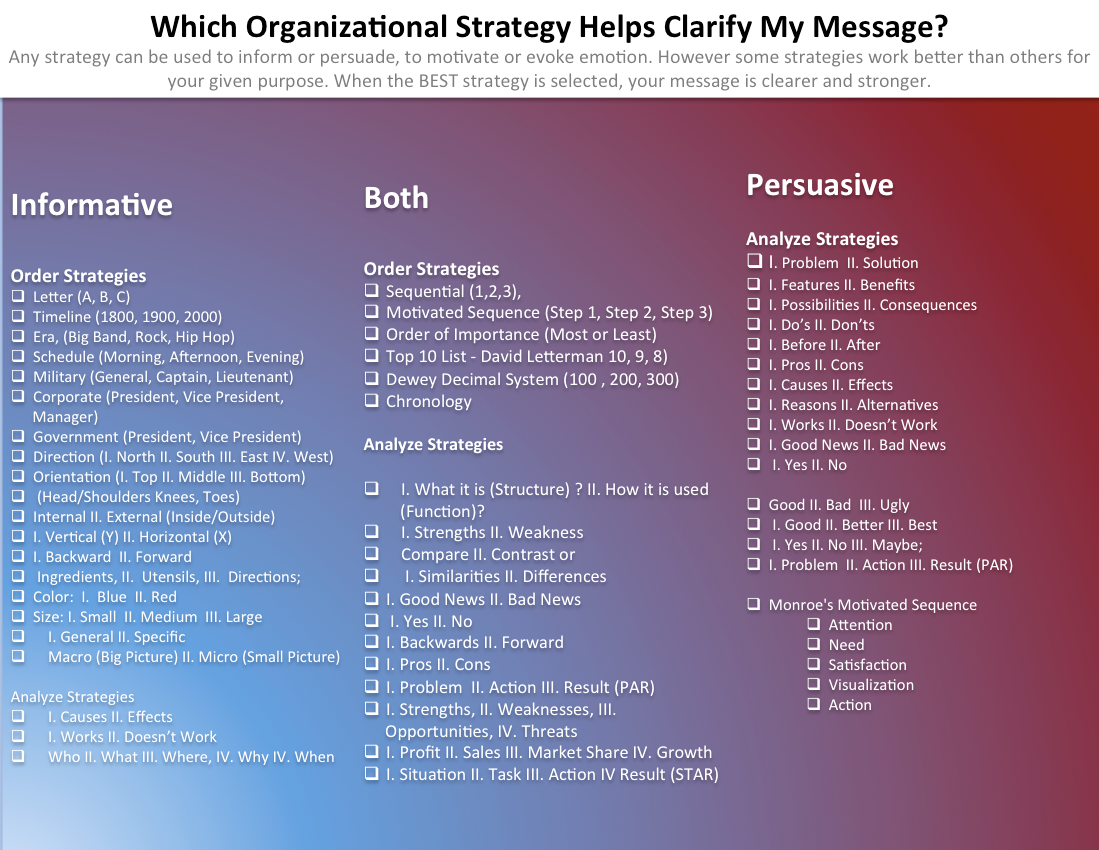 Which Organizational Strategy Helps Clarify My Message?
Any strategy can be used to inform or persuade, to motivate or evoke emotion. However some strategies work better than others for
your given purpose. When the BEST strategy is selected, your message is clearer and stronger.
Informative
Order Strategies
❑ Letter (A, B, C)
❑ Timeline (1800, 1900, 2000)
❑ Era, (Big Band, Rock, Hip Hop)
❑ Schedule (Morning, Afternoon, Evening)
❑ Military (General, Captain, Lieutenant)
❑ Corporate (President, Vice President,
Manager)
❑ Government (President, Vice President)
❑ Direction (I. North II. South III. East IV. West)
❑ Orientation (I. Top II. Middle III. Bottom)
❑ (Head/Shoulders Knees, Toes)
❑ Internal II. External (Inside/Outside)
❑ I. Vertical (Y) II. Horizontal (X)
❑ I. Backward II. Forward
❑ Ingredients, II. Utensils, III. Directions;
❑ Color: I. Blue II. Red
❑ Size: I. Small II. Medium III. Large
❑ I. General II. Specific
❑ Macro (Big Picture) II. Micro (Small Picture)
Analyze Strategies
❑ I. Causes II. Effects
❑ I. Works II. Doesn't Work
❑ Who II. What III. Where, IV. Why IV. When
Both
Order Strategies
❑ Sequential (1,2,3),
❑ Motivated Sequence (Step 1, Step 2, Step 3)
❑ Order of Importance (Most or Least)
❑ Top 10 List - David Letterman 10, 9, 8)
❑ Dewey Decimal System (100 , 200, 300)
❑ Chronology
Analyze Strategies
❑ I. What it is (Structure) ? II. How it is used
(Function)?
❑ I. Strengths II. Weakness
❑ Compare II. Contrast or
❑ I. Similarities II. Differences
❑ I. Good News II. Bad News
❑ I. Yes II. No
❑ I. Backwards II. Forward
❑ I. Pros II. Cons
❑ I. Problem II. Action III. Result (PAR)
❑ I. Strengths, II. Weaknesses, III.
Opportunities, IV. Threats
❑ I. Profit II. Sales III. Market Share IV. Growth
❑ I. Situation II. Task III. Action IV Result (STAR)
Persuasive
Analyze Strategies
❑ I. Problem II. Solution
❑ I. Features II. Benefits
❑ I. Possibilities II. Consequences
❑ I. Do's II. Don'ts
❑ I. Before II. After
❑ I. Pros II. Cons
❑ I. Causes II. Effects
❑ I. Reasons II. Alternatives
❑ I. Works II. Doesn't Work
❑ I. Good News II. Bad News
❑ I. Yes II. No
❑ Good II. Bad III. Ugly
❑ I. Good II. Better III. Best
❑ I. Yes II. No III. Maybe;
❑ I. Problem II. Action III. Result (PAR)
❑ Monroe's Motivated Sequence
❑ Attention
❑ Need
❑ Satisfaction
❑ Visualization
❑ Action